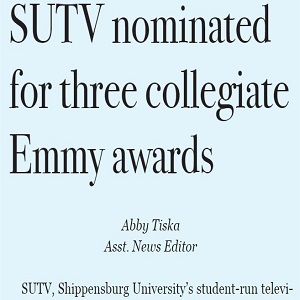 SUTV nominated
for three collegiate
Emmy awards
Abby Tiska
Asst. News Editor
SUTV, Shippensburg University's student-run televi-